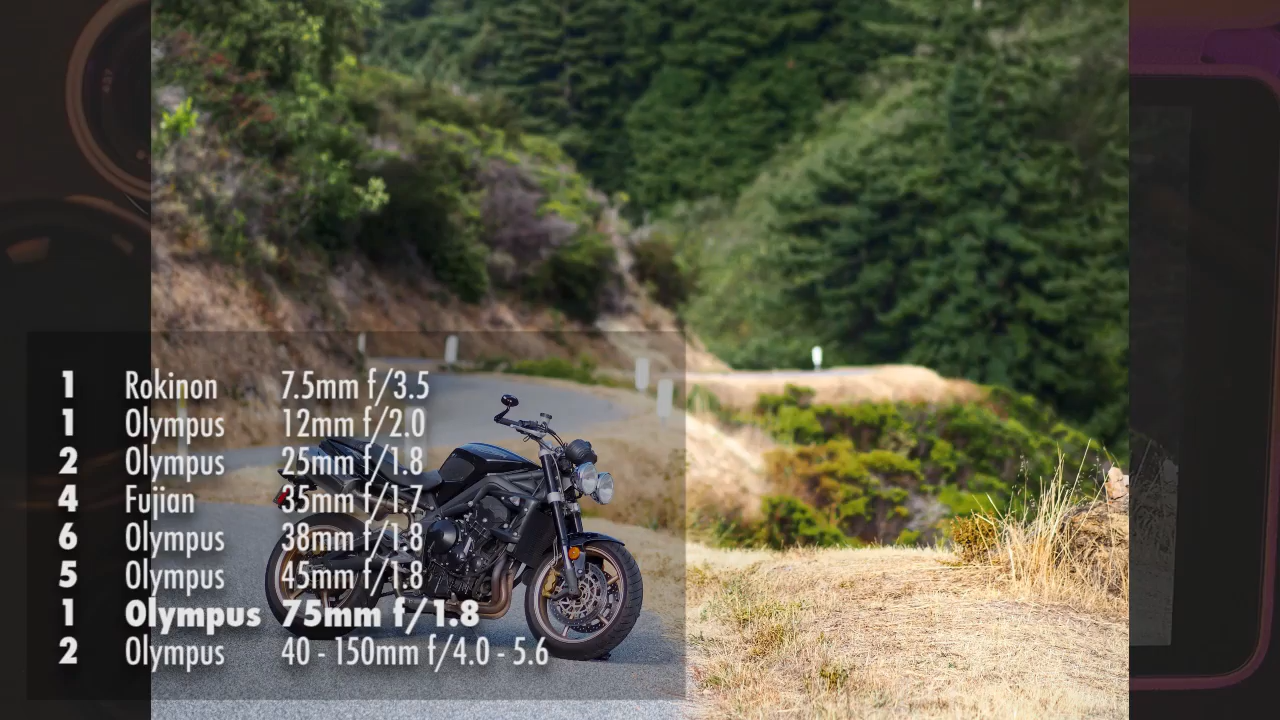 1 Rokinon 7.5mm f/3.5
1 Olympus 12mm f/2.0
2 Olympus 25mm f/1.8
4 Fujian 35mm f/1.7
6 Olympus 38mm f/1.8
5 Olympus 45mm f/1.8
1 Olympus 75mm f/1.8
2 Olympus 40 - 150mm f/4.0 - 5.6